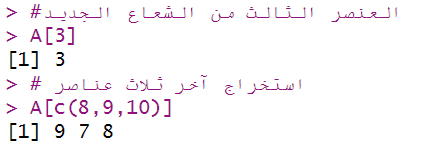 > #العنصر الثالث من الشعاع الجديد
> A[3]
[1] 3
> # استخراج آخر ثلاث عناصر
> A[c(8,9,10)]
[1] 9 7 8